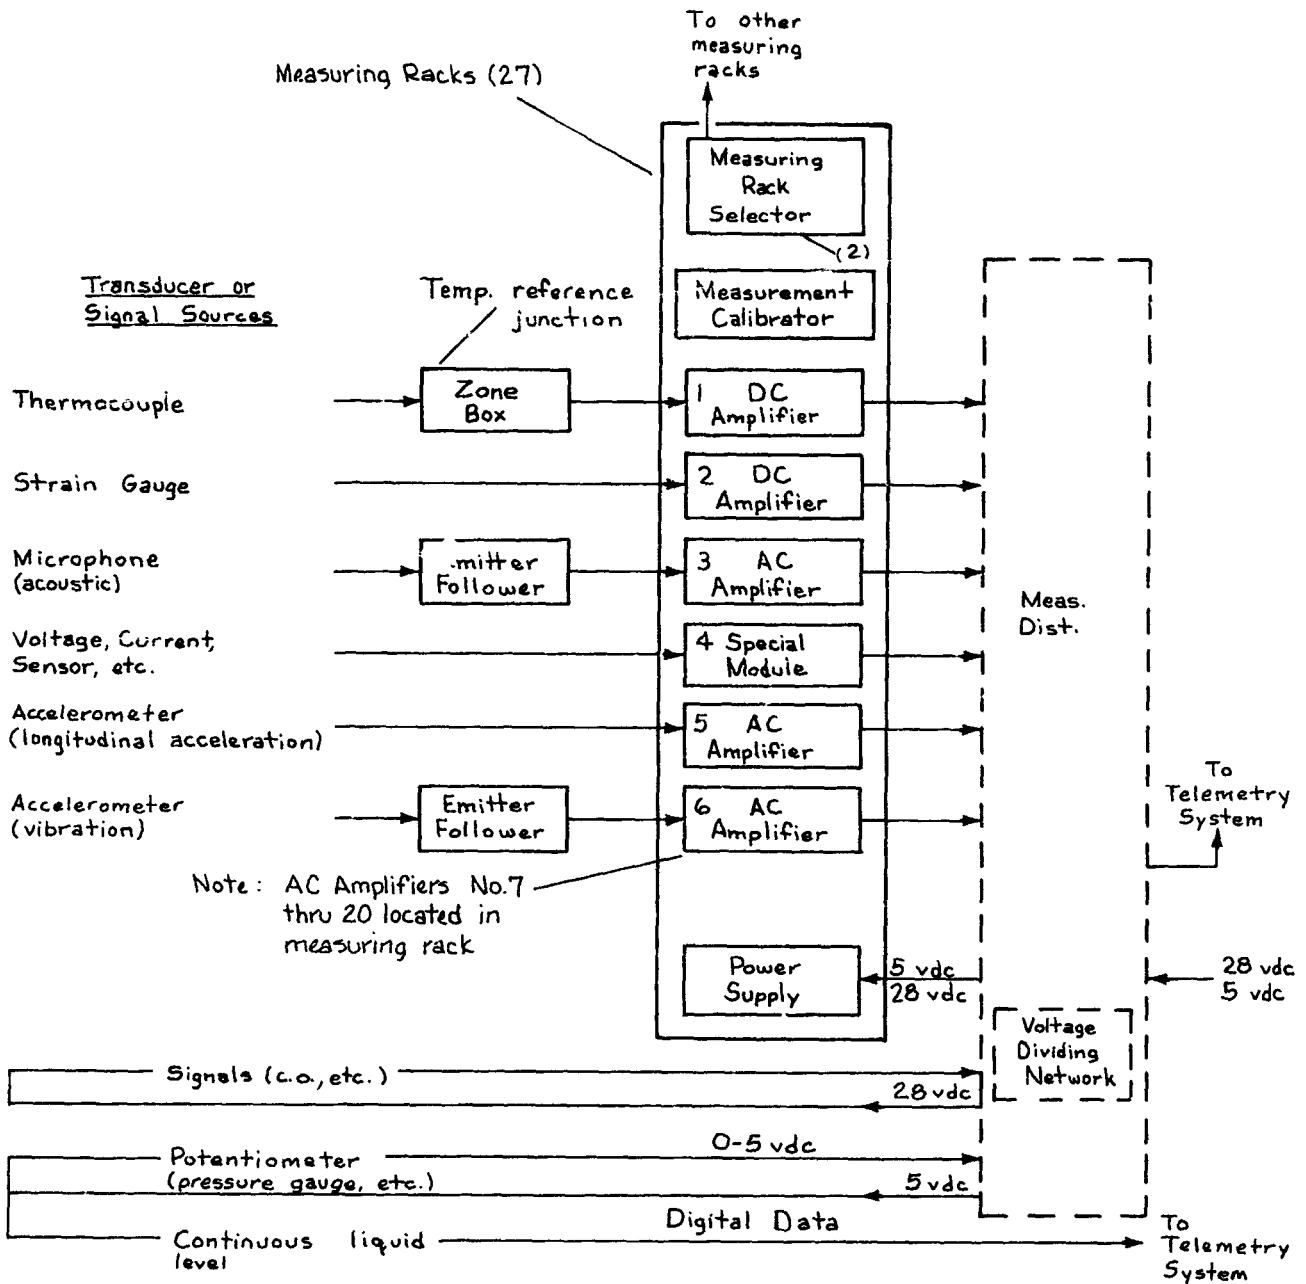 To other
measuring
racks
Measuring Racks (27)
Measuring
Rack
Selector
(2)
Measurement
Calibrator
Transducer or
Signal Sources
Temp. reference
junction
Thermocouple
Zone
Box
1 DC
Amplifier
Strain Gauge
2 DC
Amplifier
Microphone
(acoustic)
mitter
Follower
3 AC
Amplifier
Voltage, Current,
Sensor, etc.
4 Special
Module
Meas.
Dist.
Accelerometer
(longitudinal acceleration)
5 AC
Amplifier
Accelerometer
(vibration)
Emitter
Follower
6 AC
Amplifier
To
Telemetry
System
Note: AC Amplifiers No.7
thru 20 located in
measuring rack
Power
Supply
5 vdc
28 vdc
28 vdc
5 vdc
Voltage
Dividing
Network
Signals (c.o., etc.)
28 vdc
Potentiometer
(pressure gauge, etc.)
0-5 vdc
5 vdc
Continuous liquid
level
Digital Data
To
Telemetry
System